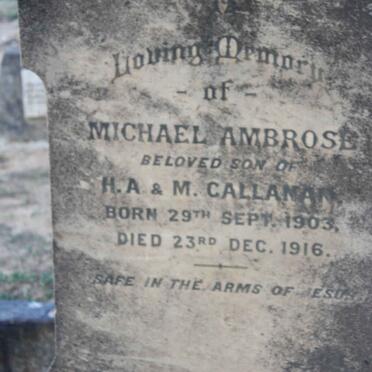 Loving Memory
- of -
MICHAEL AMBROSE
BELOVED SON OF
H.A & M. CALLANAN
BORN 29TH SEPT. 1903,
DIED 23RD DEC. 1916.
SAFE IN THE ARMS OF JESUS